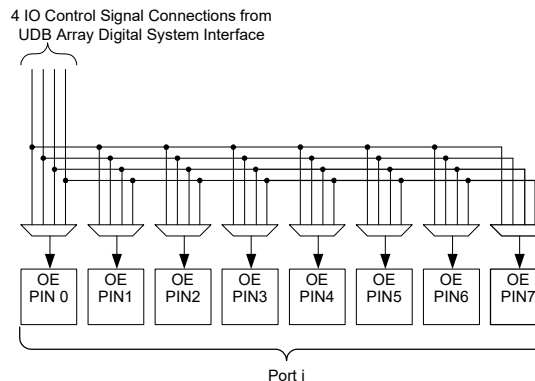 4 IO Control Signal Connections from
UDB Array Digital System Interface
OE
PIN 0
OE
PIN1
OE
PIN2
OE
PIN3
OE
PIN4
OE
PIN5
OE
PIN6
OE
PIN7
Port i